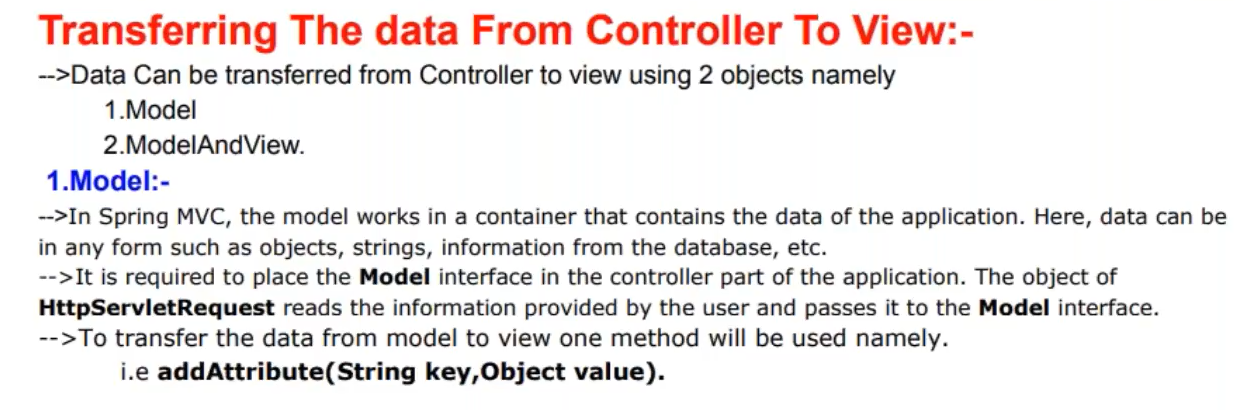 Transferring The data From Controller To View:-
-->Data Can be transferred from Controller to view using 2 objects namely
1.Model
2.ModelAndView.
1.Model:-
-->In Spring MVC, the model works in a container that contains the data of the application. Here, data can be
in any form such as objects, strings, information from the database, etc.
-->It is required to place the Model interface in the controller part of the application. The object of
HttpServletRequest reads the information provided by the user and passes it to the Model interface.
-->To transfer the data from model to view one method will be used namely.
i.e addAttribute(String key,Object value).